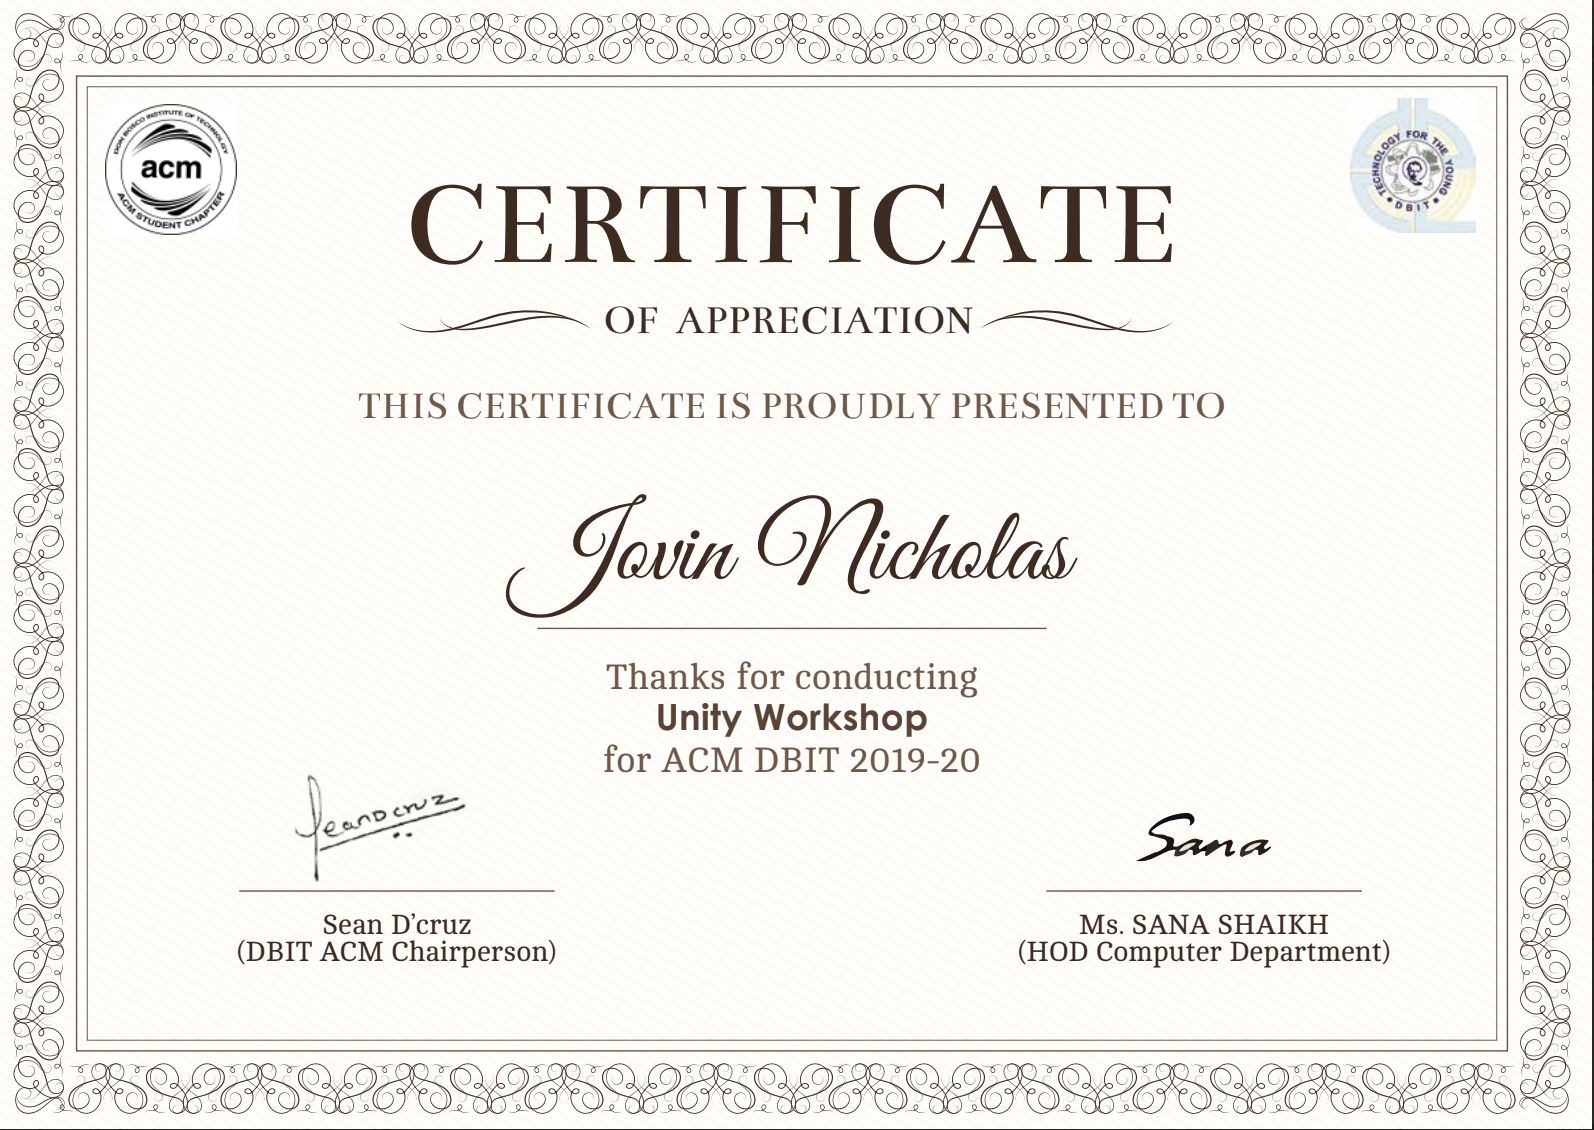 DON BOSCO INSTITUTE OF TECHNOLOGY
acm
ACM STUDENT CHAPTER
TECHNOLOGY FOR THE YOUNG
• DBIT •
CERTIFICATE
OF APPRECIATION
THIS CERTIFICATE IS PROUDLY PRESENTED TO
Jovin Nicholas
Thanks for conducting
Unity Workshop
for ACM DBIT 2019-20
SeanDcruz
Sana
Sean D’cruz
(DBIT ACM Chairperson)
Ms. SANA SHAIKH
(HOD Computer Department)